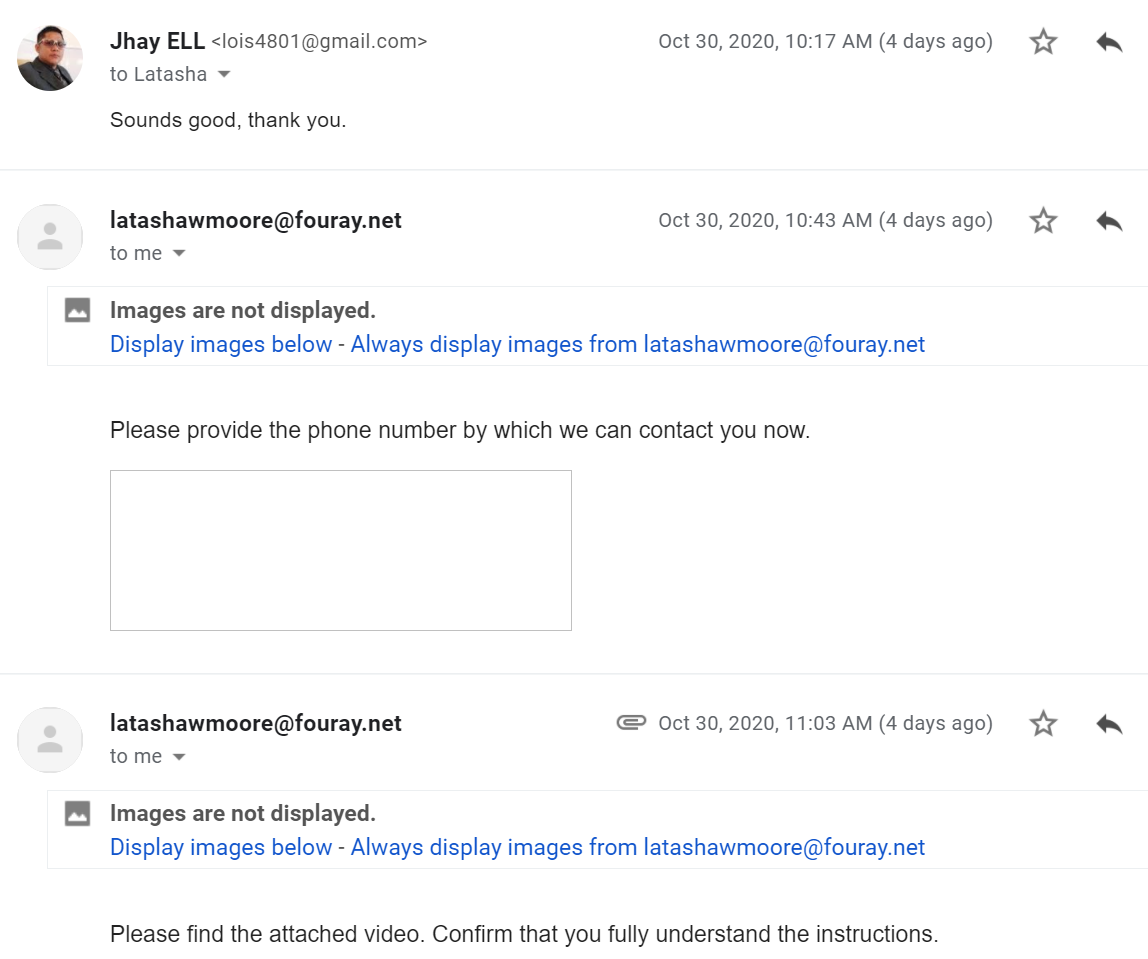 Jhay ELL <lois4801@gmail.com> Oct 30, 2020, 10:17 AM (4 days ago)
to Latasha
Sounds good, thank you.
latashawmoore@fouray.net Oct 30, 2020, 10:43 AM (4 days ago)
to me
Images are not displayed.
Display images below - Always display images from latashawmoore@fouray.net
Please provide the phone number by which we can contact you now.
latashawmoore@fouray.net Oct 30, 2020, 11:03 AM (4 days ago)
to me
Images are not displayed.
Display images below - Always display images from latashawmoore@fouray.net
Please find the attached video. Confirm that you fully understand the instructions.